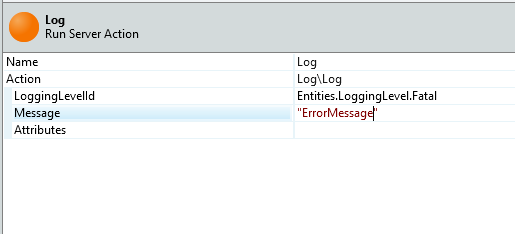 Log
Run Server Action
Name Log
Action Log\Log
LoggingLevelId Entities.LoggingLevel.Fatal
Message "ErrorMessage"
Attributes